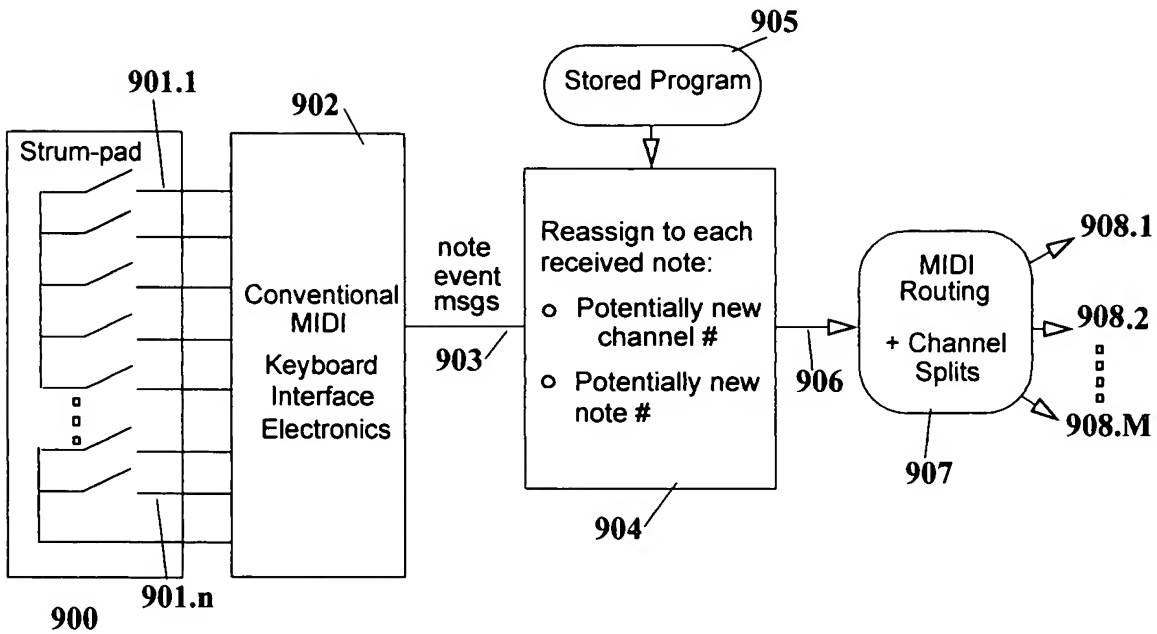 905
Stored Program
901.1
902
Strum-pad
Conventional
MIDI
Keyboard
Interface
Electronics
note
event
msgs
903
Reassign to each
received note:
Potentially new
channel #
Potentially new
note #
904
906
MIDI
Routing
+ Channel
Splits
907
908.1
908.2
908.M
901.n
900